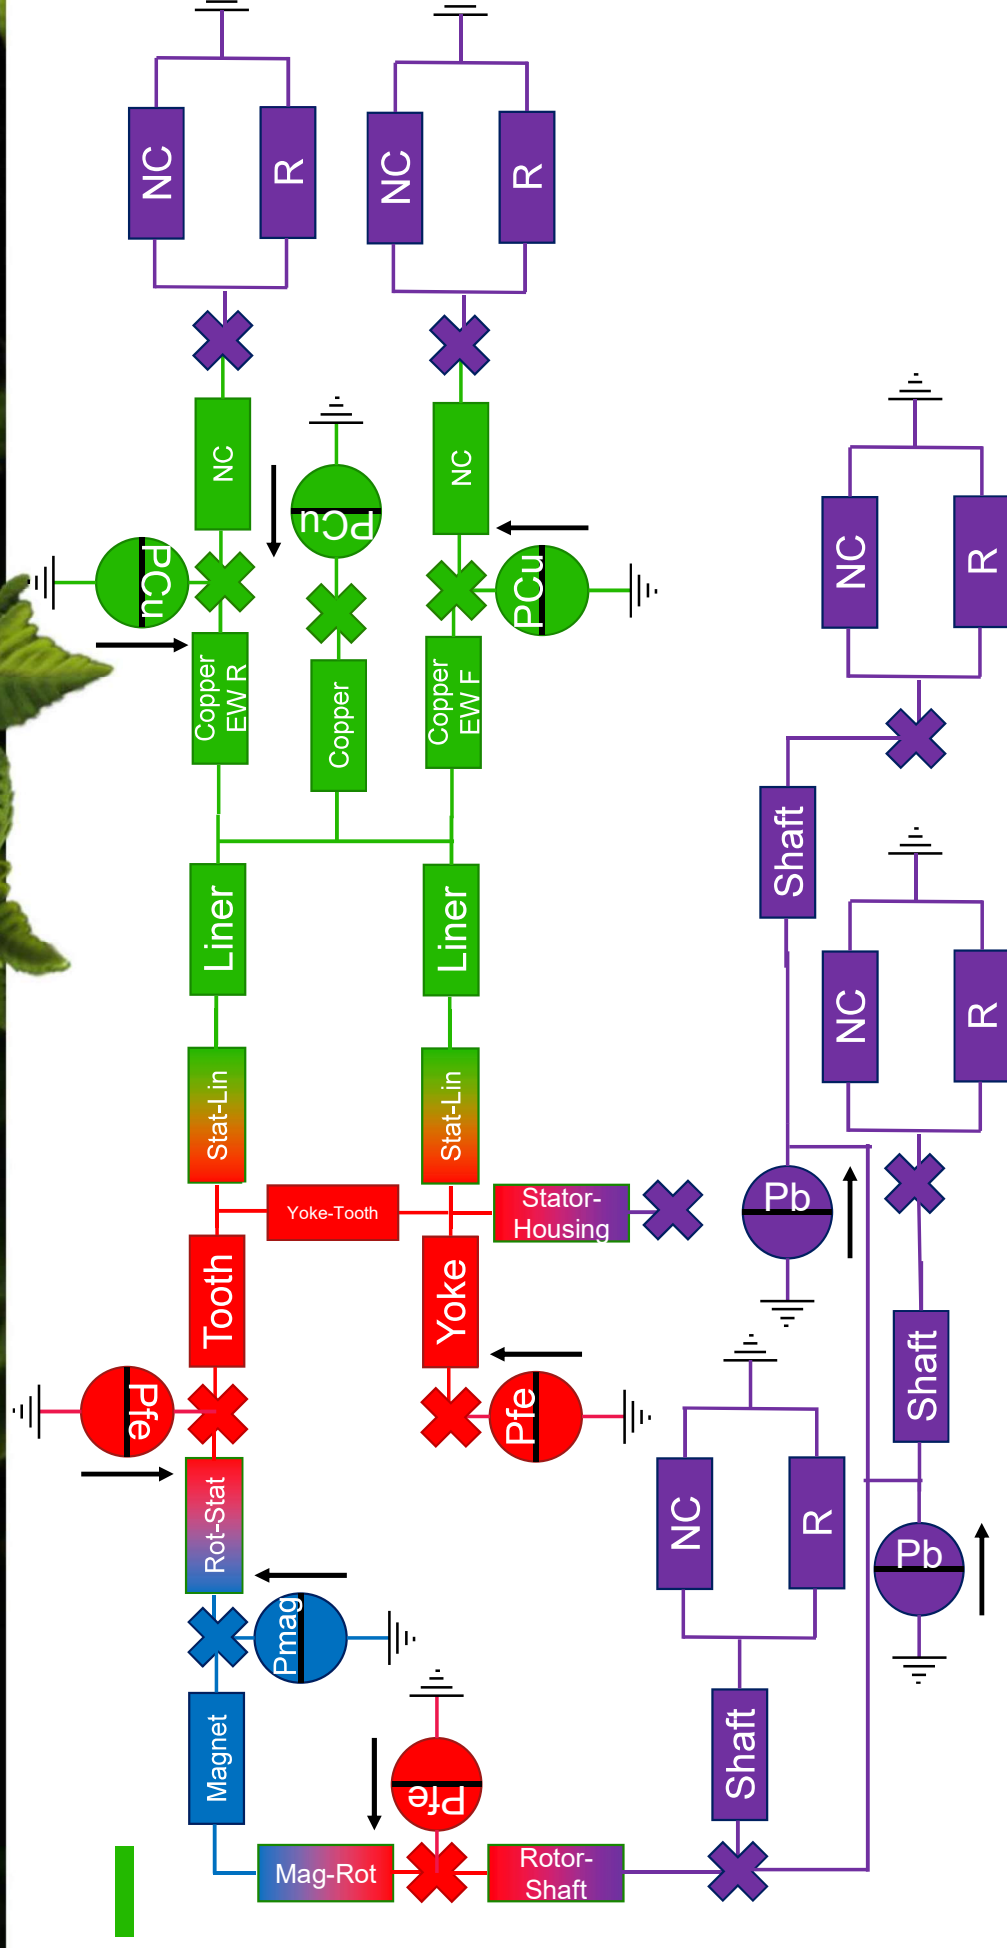 NC
R
NC
R
NC
NC
PCu
PCu
PCu
Copper
EW R
Copper
Copper
EW F
NC
R
Shaft
Liner
Liner
NC
R
Stat-Lin
Stat-Lin
Yoke-Tooth
Stator-
Housing
Pb
Tooth
Yoke
Pfe
Pfe
Shaft
Rot-Stat
NC
R
Pb
Pmag
Magnet
Pfe
Shaft
Mag-Rot
Rotor-
Shaft